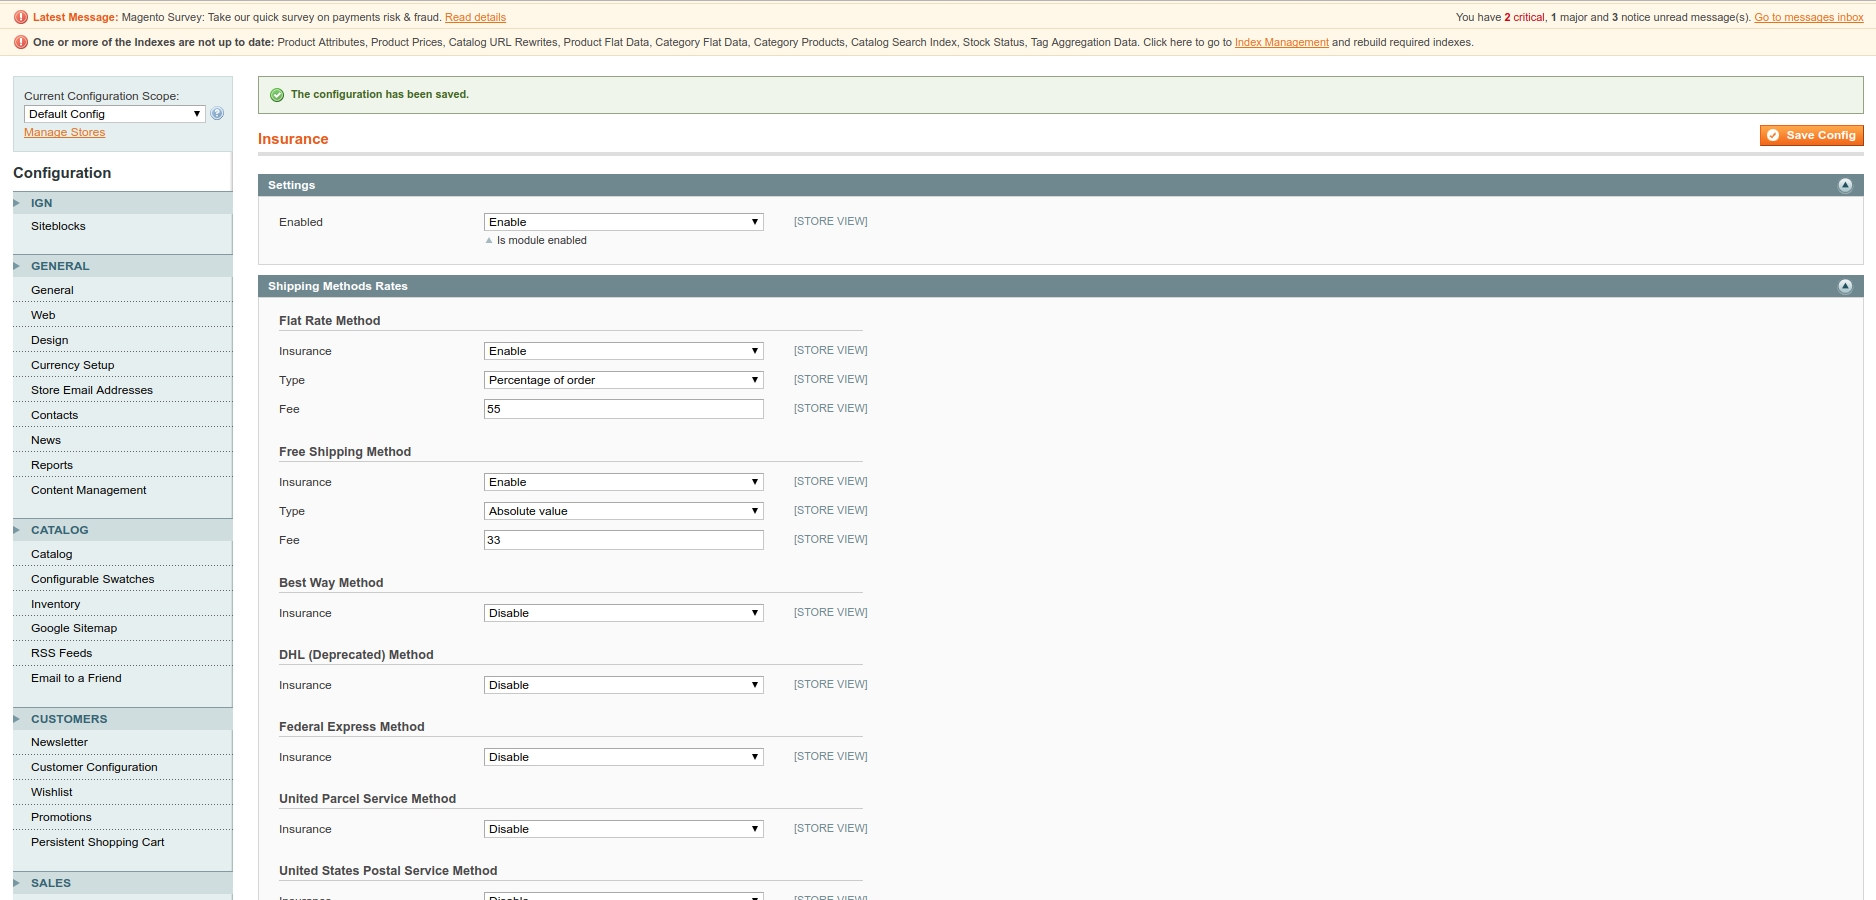 Latest Message: Magento Survey: Take our quick survey on payments risk & fraud. Read details
You have 2 critical, 1 major and 3 notice unread message(s). Go to messages inbox
One or more of the Indexes are not up to date: Product Attributes, Product Prices, Catalog URL Rewrites, Product Flat Data, Category Flat Data, Category Products, Catalog Search Index, Stock Status, Tag Aggregation Data. Click here to go to Index Management and rebuild required indexes.
Current Configuration Scope:
Default Config
Manage Stores
Configuration
IGN
Siteblocks
GENERAL
General
Web
Design
Currency Setup
Store Email Addresses
Contacts
News
Reports
Content Management
CATALOG
Catalog
Configurable Swatches
Inventory
Google Sitemap
RSS Feeds
Email to a Friend
CUSTOMERS
Newsletter
Customer Configuration
Wishlist
Promotions
Persistent Shopping Cart
SALES
The configuration has been saved.
Insurance
Save Config
Settings
Enabled Enable [STORE VIEW]
Is module enabled
Shipping Methods Rates
Flat Rate Method
Insurance Enable [STORE VIEW]
Type Percentage of order [STORE VIEW]
Fee 55 [STORE VIEW]
Free Shipping Method
Insurance Enable [STORE VIEW]
Type Absolute value [STORE VIEW]
Fee 33 [STORE VIEW]
Best Way Method
Insurance Disable [STORE VIEW]
DHL (Deprecated) Method
Insurance Disable [STORE VIEW]
Federal Express Method
Insurance Disable [STORE VIEW]
United Parcel Service Method
Insurance Disable [STORE VIEW]
United States Postal Service Method
Insurance Disable [STORE VIEW]